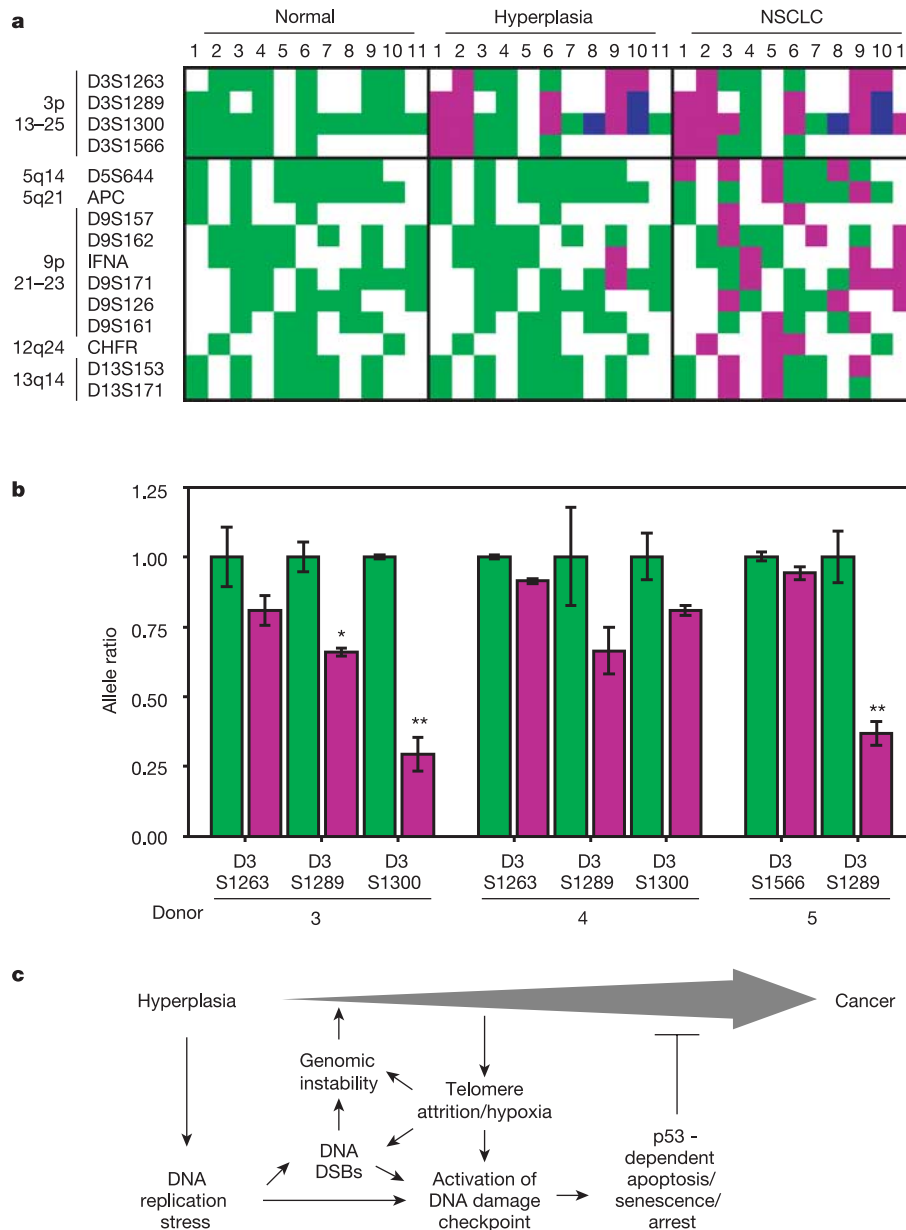 a
Normal Hyperplasia NSCLC
1 2 3 4 5 6 7 8 9 10 11 1 2 3 4 5 6 7 8 9 10 11 1 2 3 4 5 6 7 8 9 10 1
3p
13–25
D3S1263
D3S1289
D3S1300
D3S1566
5q14 D5S644
5q21 APC
9p
21–23
D9S157
D9S162
IFNA
D9S171
D9S126
D9S161
12q24 CHFR
13q14
D13S153
D13S171
b
Allele ratio
1.25
1.00
0.75
0.50
0.25
0.00
*
**
**
D3 D3 D3 D3 D3 D3 D3 D3
S1263 S1289 S1300 S1263 S1289 S1300 S1566 S1289
Donor 3 4 5
c
Hyperplasia
Cancer
Genomic
instability
Telomere
attrition/hypoxia
DNA
DSBs
DNA
replication
stress
Activation of
DNA damage
checkpoint
p53 -
dependent
apoptosis/
senescence/
arrest